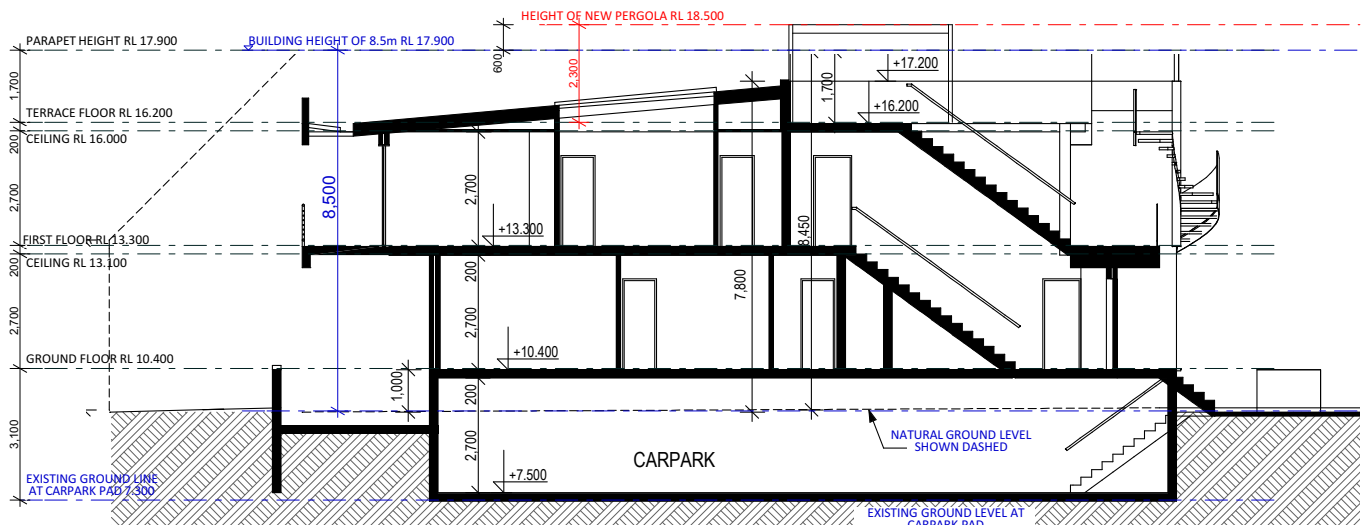 HEIGHT OF NEW PERGOLA RL 18.500
PARAPET HEIGHT RL 17.900
BUILDING HEIGHT OF 8.5m RL 17.900
600
2,300
+17.200
1,700
1,700
+16.200
TERRACE FLOOR RL 16.200
200
CEILING RL 16.000
2,700
8,500
2,700
+13.300
8,450
FIRST FLOOR RL 13.300
200
CEILING RL 13.100
200
7,800
2,700
2,700
GROUND FLOOR RL 10.400
+10.400
1,000
200
3,100
NATURAL GROUND LEVEL
SHOWN DASHED
2,700
CARPARK
+7.500
EXISTING GROUND LINE
AT CARPARK PAD 7.300
EXISTING GROUND LEVEL AT
CARPARK PAD